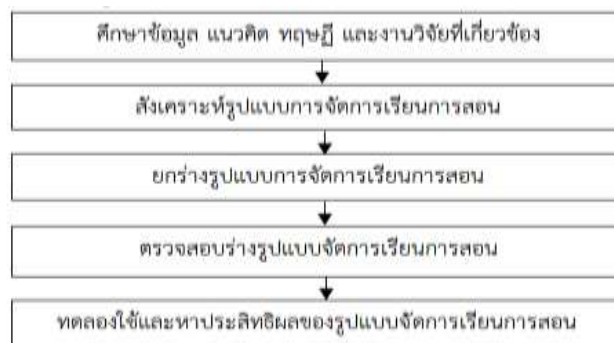 ศึกษาข้อมูล แนวคิด ทฤษฎี และงานวิจัยที่เกี่ยวข้อง
สังเคราะห์รูปแบบการจัดการเรียนการสอน
ยกร่างรูปแบบการจัดการเรียนการสอน
ตรวจสอบร่างรูปแบบจัดการเรียนการสอน
ทดลองใช้และหาประสิทธิผลของรูปแบบจัดการเรียนการสอน